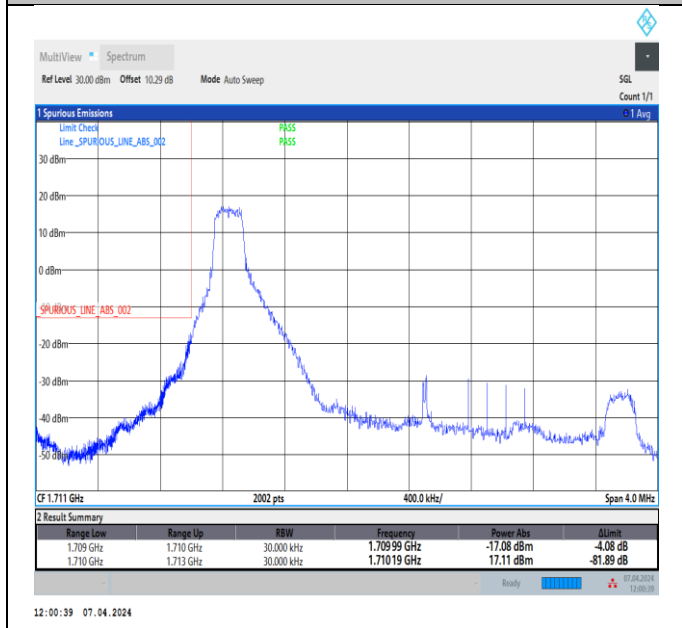 MultiView Spectrum
Ref Level 30.00 dBm Offset 10.29 dB Mode Auto Sweep SGL
Count 1/1
1 Spurious Emissions 1 Avg
Limit Check PASS
Line _SPURIOUS_LINE_ABS_002 PASS
30 dBm
20 dBm
10 dBm
0 dBm
_SPURIOUS_LINE_ABS_002
-20 dBm
-30 dBm
-40 dBm
-50 dBm
CF 1.711 GHz 2002 pts 400.0 kHz/ Span 4.0 MHz
2 Result Summary
Range Low Range Up RBW Frequency Power Abs ΔLimit
1.709 GHz 1.710 GHz 30.000 kHz 1.70999 GHz -17.08 dBm -4.08 dB
1.710 GHz 1.713 GHz 30.000 kHz 1.71019 GHz 17.11 dBm -81.89 dB
Ready 07.04.2024
12:00:39
12:00:39 07.04.2024